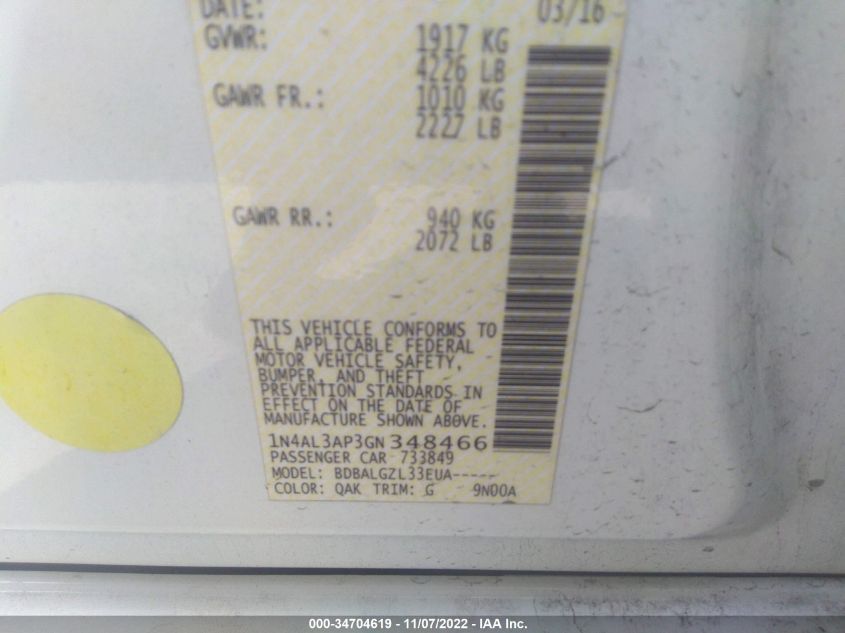 DATE: 03/16
GVWR: 1917 KG
4226 LB
GAWR FR.: 1010 KG
2227 LB
GAWR RR.: 940 KG
2072 LB
THIS VEHICLE CONFORMS TO
ALL APPLICABLE FEDERAL
MOTOR VEHICLE SAFETY,
BUMPER, AND THEFT
PREVENTION STANDARDS IN
EFFECT ON THE DATE OF
MANUFACTURE SHOWN ABOVE.
1N4AL3AP3GN348466
PASSENGER CAR 733849
MODEL: BDBALGZL33EUA-----
COLOR: QAK TRIM: G 9N00A
000-34704619 - 11/07/2022 - IAA Inc.